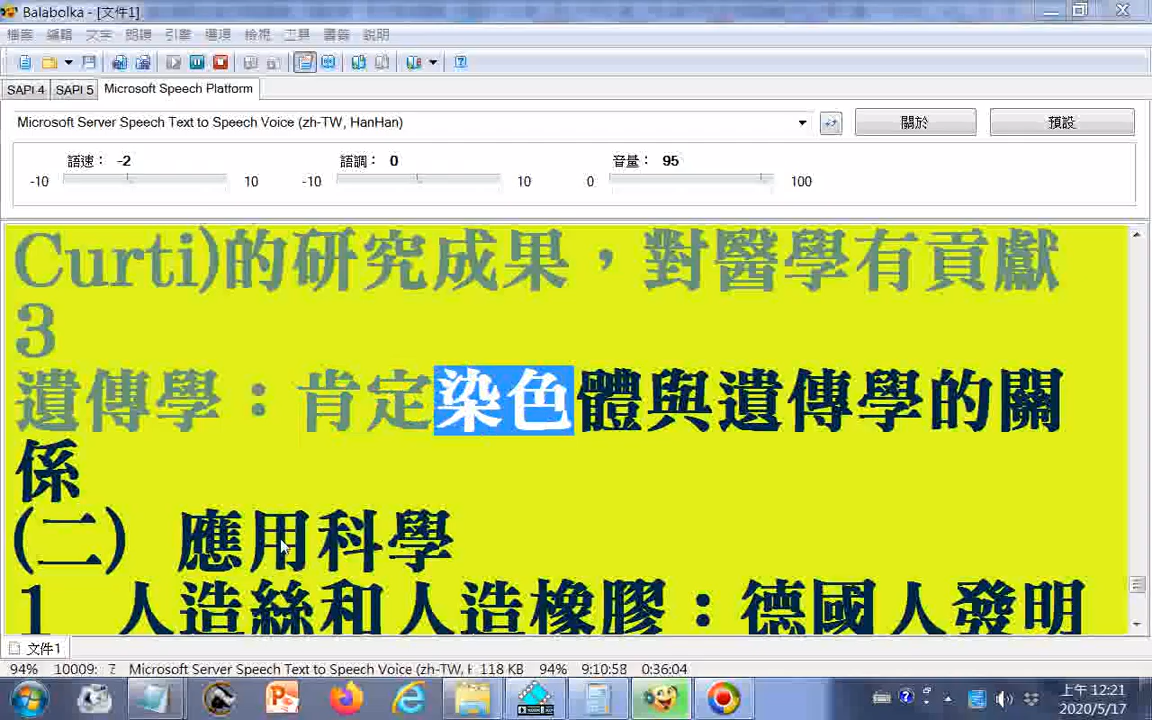 Balabolka - [文件1]
檔案 編輯 文字 朗讀 引擎 選項 檢視 工具 書籤 說明
SAPI 4 SAPI 5 Microsoft Speech Platform
Microsoft Server Speech Text to Speech Voice (zh-TW, HanHan) 關於 預設
語速： -2 語調： 0 音量： 95
-10 10 -10 10 0 100
Curti)的研究成果，對醫學有貢獻
3
遺傳學：肯定染色體與遺傳學的關
係
(二) 應用科學
1 人造絲和人造橡膠：德國人發明
文件1
94% 10009: 7 Microsoft Server Speech Text to Speech Voice (zh-TW, H 118 KB 94% 9:10:58 0:36:04
上午 12:21
2020/5/17